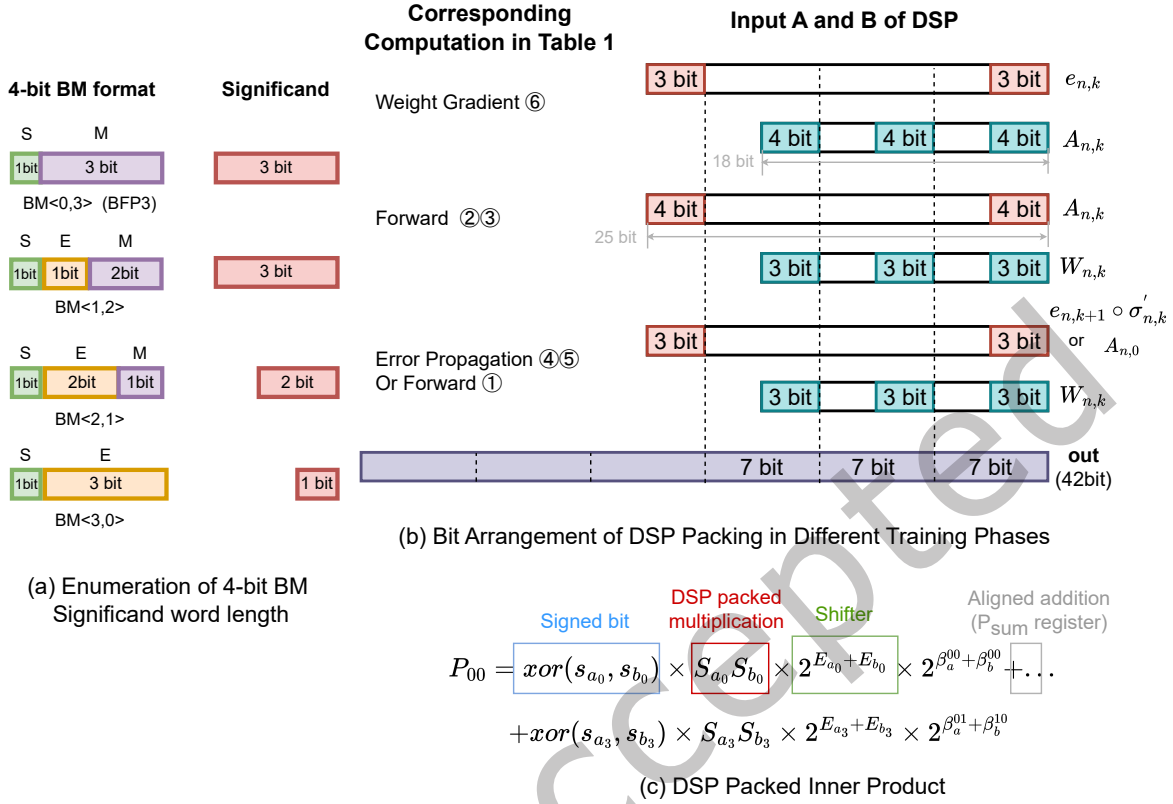 4-bit BM format
Significand
S
M
1bit
3 bit
3 bit
BM<0,3> (BFP3)
S
E
M
1bit
1bit
2bit
3 bit
BM<1,2>
S
E
M
1bit
2bit
1bit
2 bit
BM<2,1>
S
E
1bit
3 bit
1 bit
BM<3,0>
(a) Enumeration of 4-bit BM
Significand word length
Corresponding
Computation in Table 1
Input A and B of DSP
Weight Gradient ⑥
3 bit
3 bit
e_{n,k}
4 bit
4 bit
4 bit
A_{n,k}
18 bit
Forward ②③
4 bit
4 bit
A_{n,k}
25 bit
3 bit
3 bit
3 bit
W_{n,k}
Error Propagation ④⑤
Or Forward ①
3 bit
3 bit
e_{n,k+1} ∘ σ'_{n,k}
or A_{n,0}
3 bit
3 bit
3 bit
W_{n,k}
7 bit
7 bit
7 bit
out
(42bit)
(b) Bit Arrangement of DSP Packing in Different Training Phases
Signed bit
DSP packed
multiplication
Shifter
Aligned addition
(P_{sum} register)
P_{00} = xor(s_{a_0}, s_{b_0}) × S_{a_0}S_{b_0} × 2^{E_{a_0}+E_{b_0}} × 2^{β_a^{00}+β_b^{00}} + ...
+xor(s_{a_3}, s_{b_3}) × S_{a_3}S_{b_3} × 2^{E_{a_3}+E_{b_3}} × 2^{β_a^{01}+β_b^{10}}
(c) DSP Packed Inner Product
ccepted